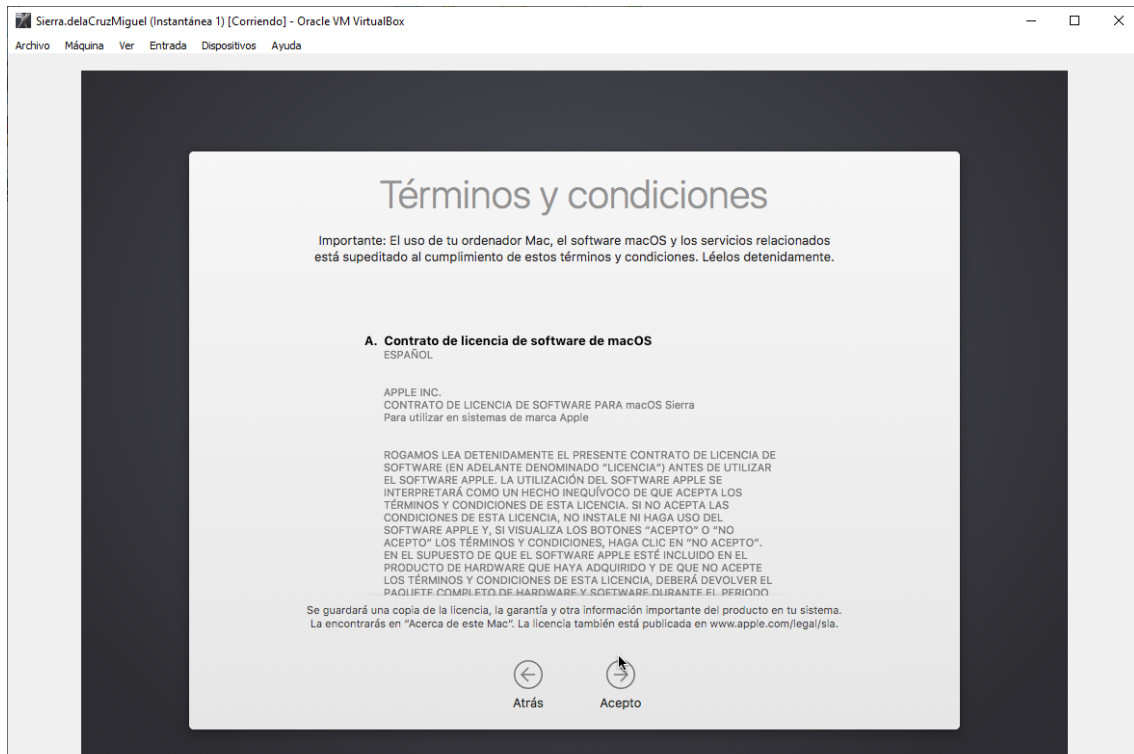 Sierra.delaCruzMiguel (Instantánea 1) [Corriendo] - Oracle VM VirtualBox
Archivo Máquina Ver Entrada Dispositivos Ayuda
Términos y condiciones
Importante: El uso de tu ordenador Mac, el software macOS y los servicios relacionados
está supeditado al cumplimiento de estos términos y condiciones. Léelos detenidamente.
A. Contrato de licencia de software de macOS
ESPAÑOL
APPLE INC.
CONTRATO DE LICENCIA DE SOFTWARE PARA macOS Sierra
Para utilizar en sistemas de marca Apple
ROGAMOS LEA DETENIDAMENTE EL PRESENTE CONTRATO DE LICENCIA DE
SOFTWARE (EN ADELANTE DENOMINADO “LICENCIA”) ANTES DE UTILIZAR
EL SOFTWARE APPLE. LA UTILIZACIÓN DEL SOFTWARE APPLE SE
INTERPRETARÁ COMO UN HECHO INEQUÍVOCO DE QUE ACEPTA LOS
TÉRMINOS Y CONDICIONES DE ESTA LICENCIA. SI NO ACEPTA LAS
CONDICIONES DE ESTA LICENCIA, NO INSTALE NI HAGA USO DEL
SOFTWARE APPLE Y, SI VISUALIZA LOS BOTONES “ACEPTO” O “NO
ACEPTO” LOS TÉRMINOS Y CONDICIONES, HAGA CLIC EN “NO ACEPTO”.
EN EL SUPUESTO DE QUE EL SOFTWARE APPLE ESTÉ INCLUIDO EN EL
PRODUCTO DE HARDWARE QUE HAYA ADQUIRIDO Y DE QUE NO ACEPTE
LOS TÉRMINOS Y CONDICIONES DE ESTA LICENCIA, DEBERÁ DEVOLVER EL
PAQUETE COMPLETO DE HARDWARE Y SOFTWARE DURANTE EL PERIODO
Se guardará una copia de la licencia, la garantía y otra información importante del producto en tu sistema.
La encontrarás en “Acerca de este Mac”. La licencia también está publicada en www.apple.com/legal/sla.
Atrás Acepto